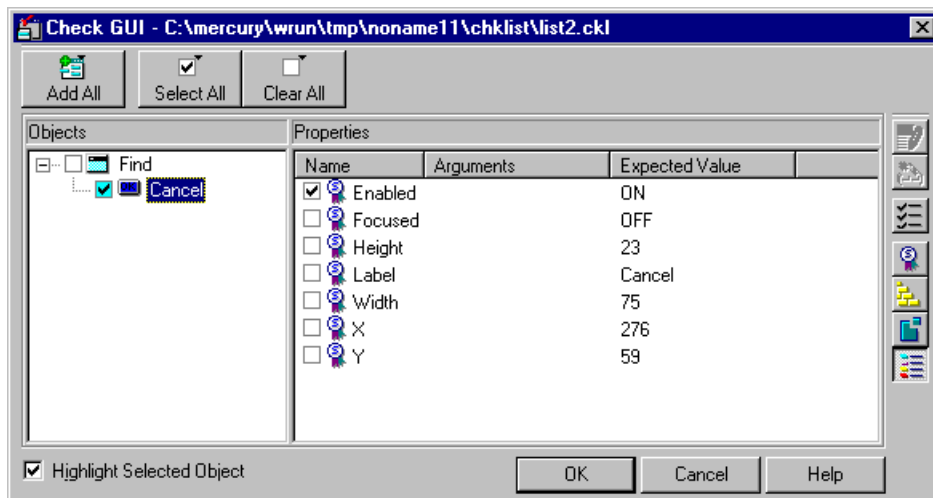 Check GUI - C:\mercury\wrun\tmp\noname11\chklist\list2.ckl
Add All Select All Clear All
Objects Properties
Find
Cancel
Name Arguments Expected Value
Enabled ON
Focused OFF
Height 23
Label Cancel
Width 75
X 276
Y 59
Highlight Selected Object OK Cancel Help